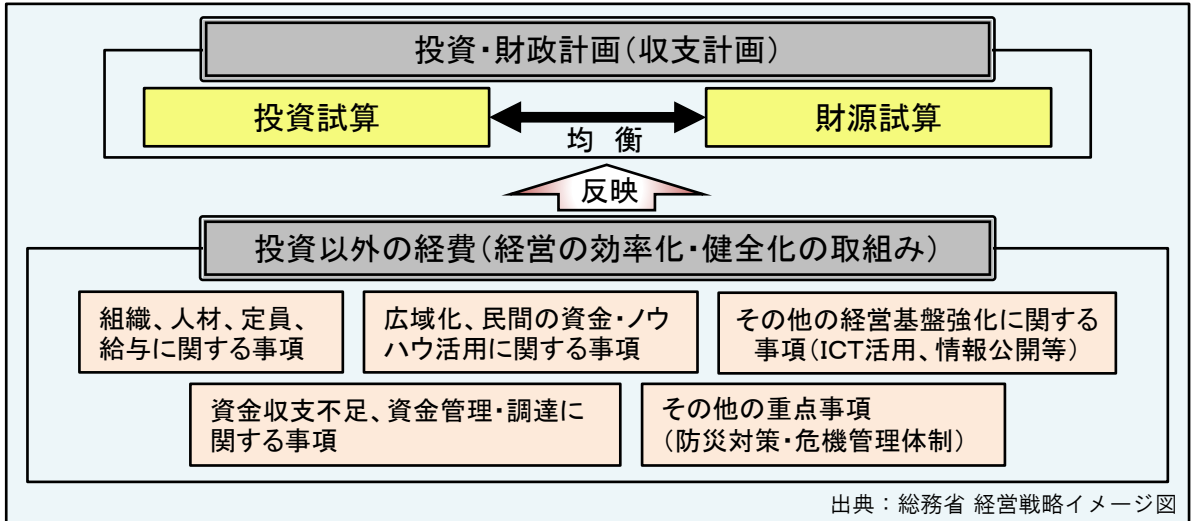 投資・財政計画（収支計画）
投資試算
財源試算
均 衡
反映
投資以外の経費（経営の効率化・健全化の取組み）
組織、人材、定員、
給与に関する事項
広域化、民間の資金・ノウ
ハウ活用に関する事項
その他の経営基盤強化に関する
事項（ICT活用、情報公開等）
資金収支不足、資金管理・調達に
関する事項
その他の重点事項
（防災対策・危機管理体制）
出典：総務省 経営戦略イメージ図